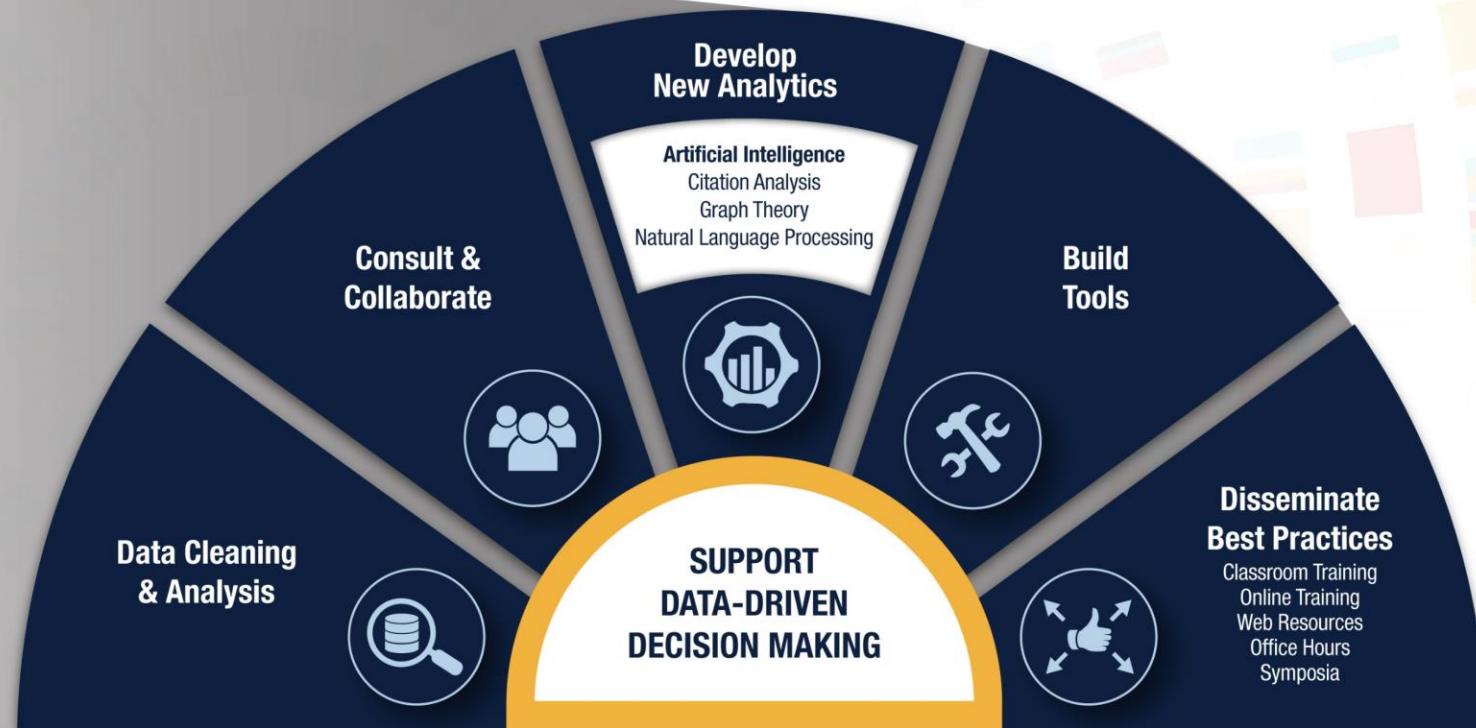 Data Cleaning
& Analysis
Consult &
Collaborate
Develop
New Analytics
Artificial Intelligence
Citation Analysis
Graph Theory
Natural Language Processing
Build
Tools
Disseminate
Best Practices
Classroom Training
Online Training
Web Resources
Office Hours
Symposia
SUPPORT
DATA-DRIVEN
DECISION MAKING